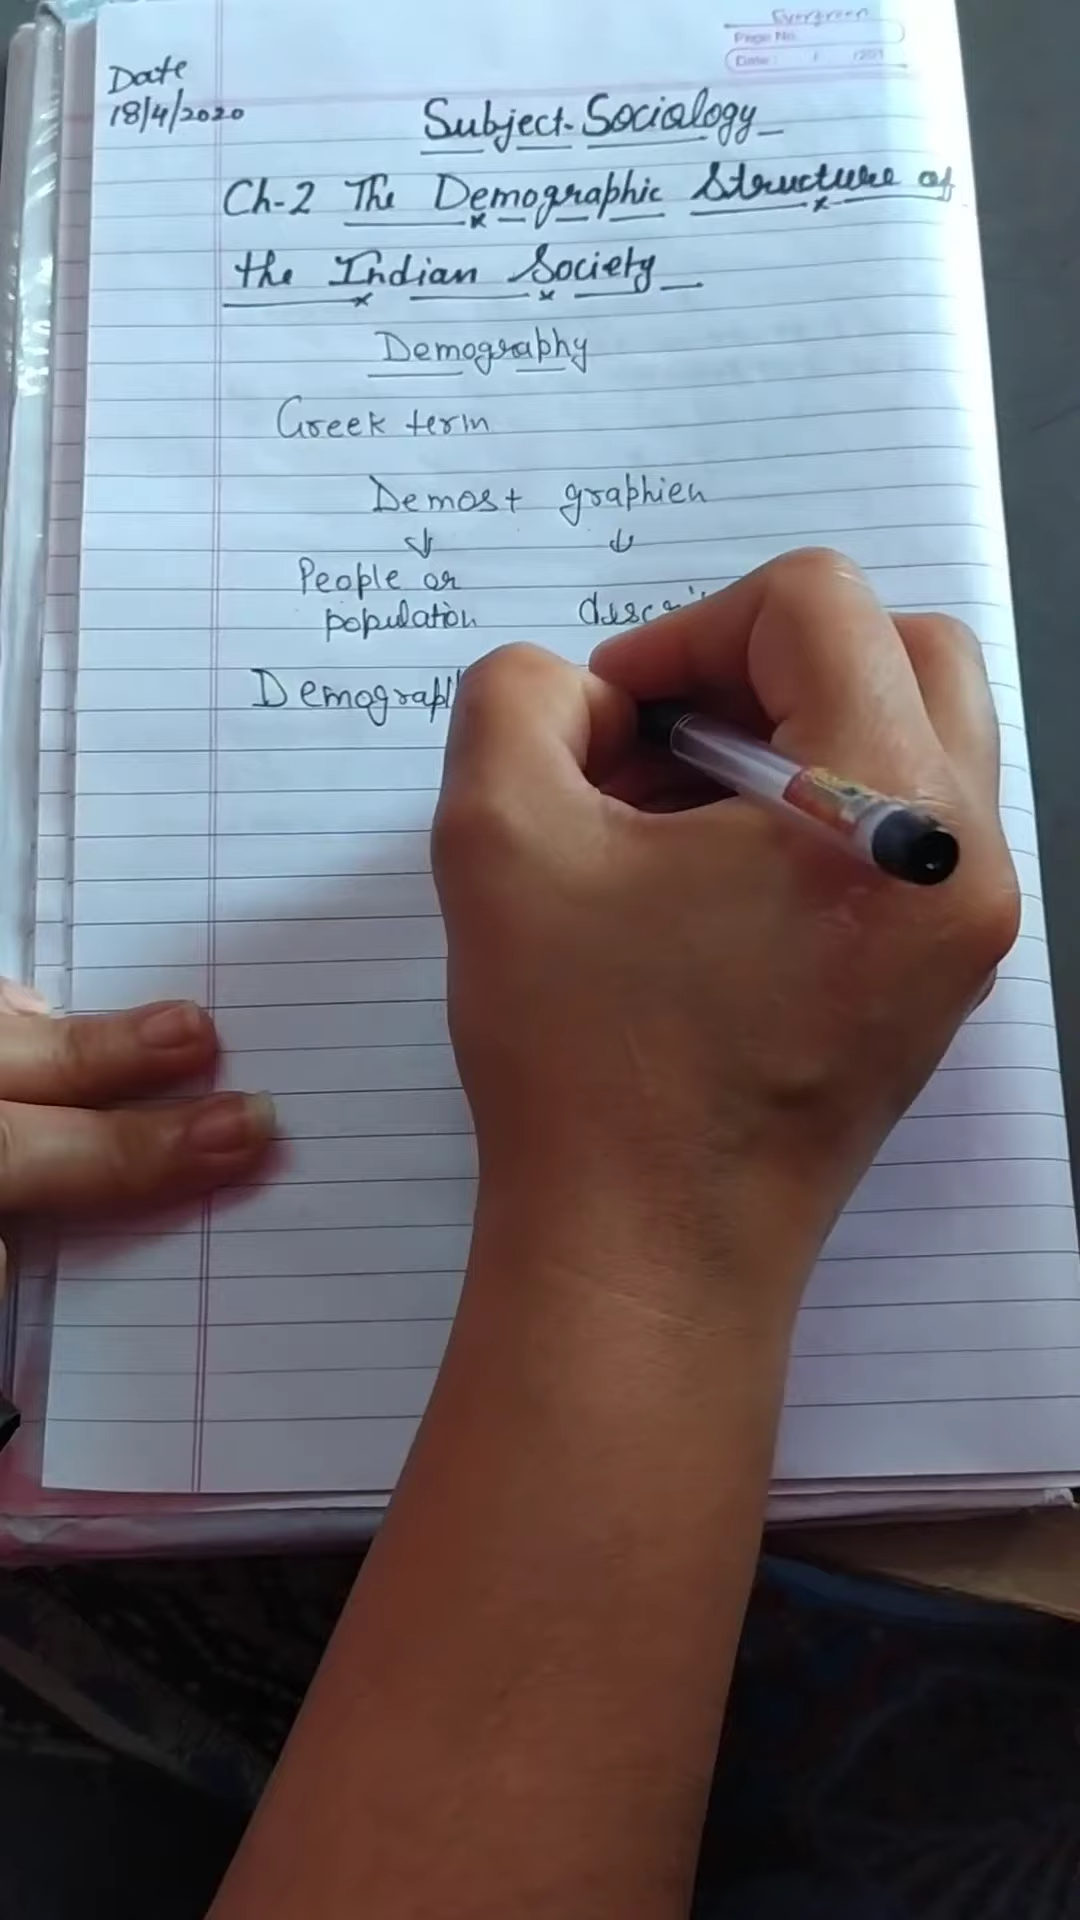 Evergreen
Page No.
Date : / /201
Date
18/4/2020
Subject- Sociology
Ch-2 The Demographic Structure of
the Indian Society
Demography
Greek term
Demos + graphien
People or
population